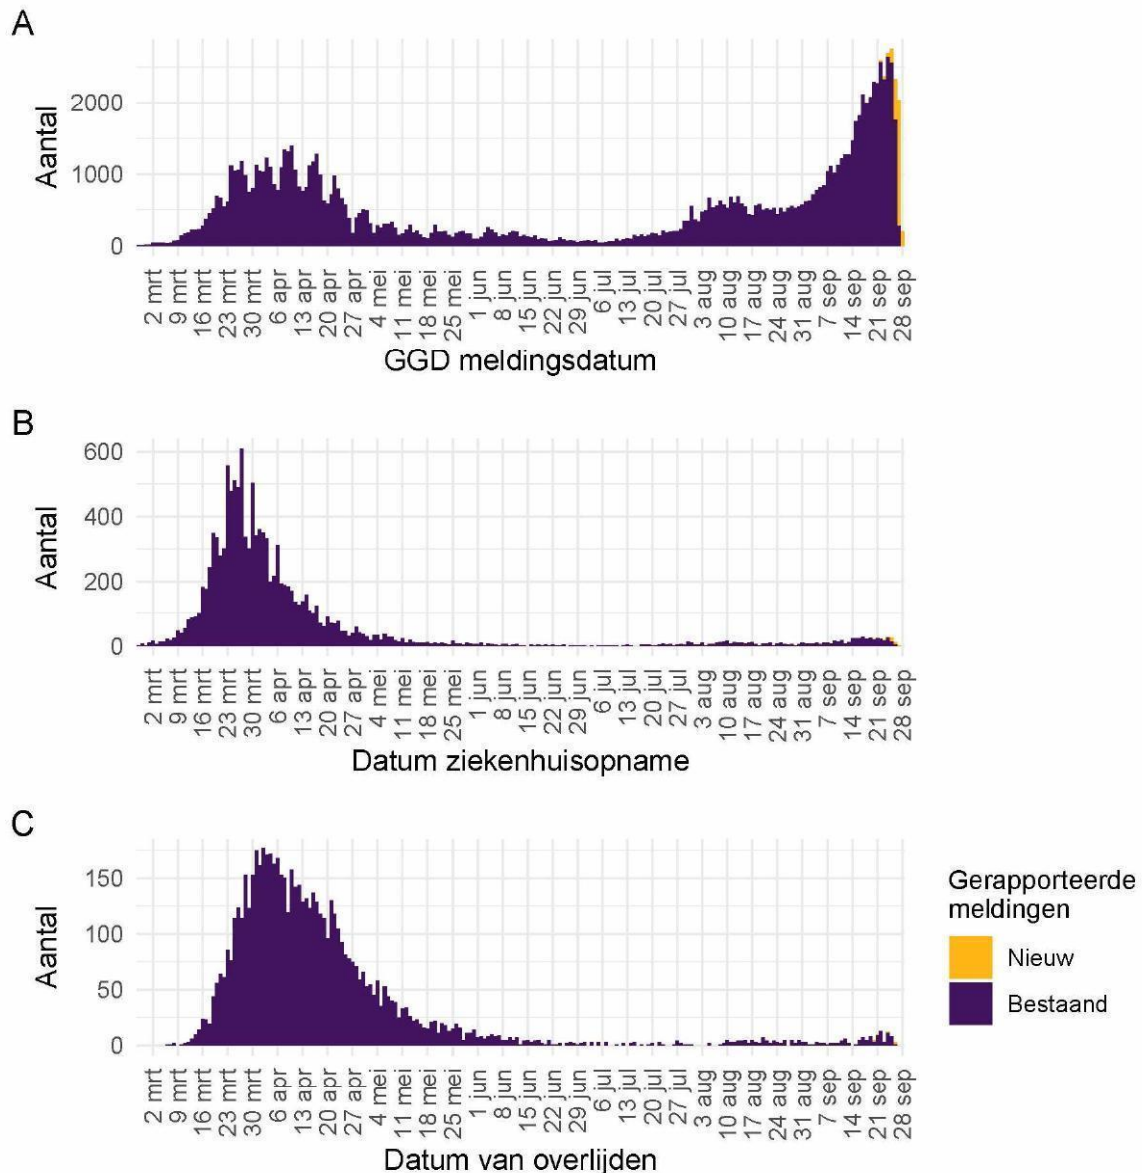 A
Aantal
2000
1000
0
2 mrt
9 mrt
16 mrt
23 mrt
30 mrt
6 apr
13 apr
20 apr
27 apr
4 mei
11 mei
18 mei
25 mei
1 jun
8 jun
15 jun
22 jun
29 jun
6 jul
13 jul
20 jul
27 jul
3 aug
10 aug
17 aug
24 aug
31 aug
7 sep
14 sep
21 sep
28 sep
GGD meldingsdatum
B
Aantal
600
400
200
0
2 mrt
9 mrt
16 mrt
23 mrt
30 mrt
6 apr
13 apr
20 apr
27 apr
4 mei
11 mei
18 mei
25 mei
1 jun
8 jun
15 jun
22 jun
29 jun
6 jul
13 jul
20 jul
27 jul
3 aug
10 aug
17 aug
24 aug
31 aug
7 sep
14 sep
21 sep
28 sep
Datum ziekenhuisopname
C
Aantal
150
100
50
0
2 mrt
9 mrt
16 mrt
23 mrt
30 mrt
6 apr
13 apr
20 apr
27 apr
4 mei
11 mei
18 mei
25 mei
1 jun
8 jun
15 jun
22 jun
29 jun
6 jul
13 jul
20 jul
27 jul
3 aug
10 aug
17 aug
24 aug
31 aug
7 sep
14 sep
21 sep
28 sep
Datum van overlijden
Gerapporteerde
meldingen
Nieuw
Bestaand